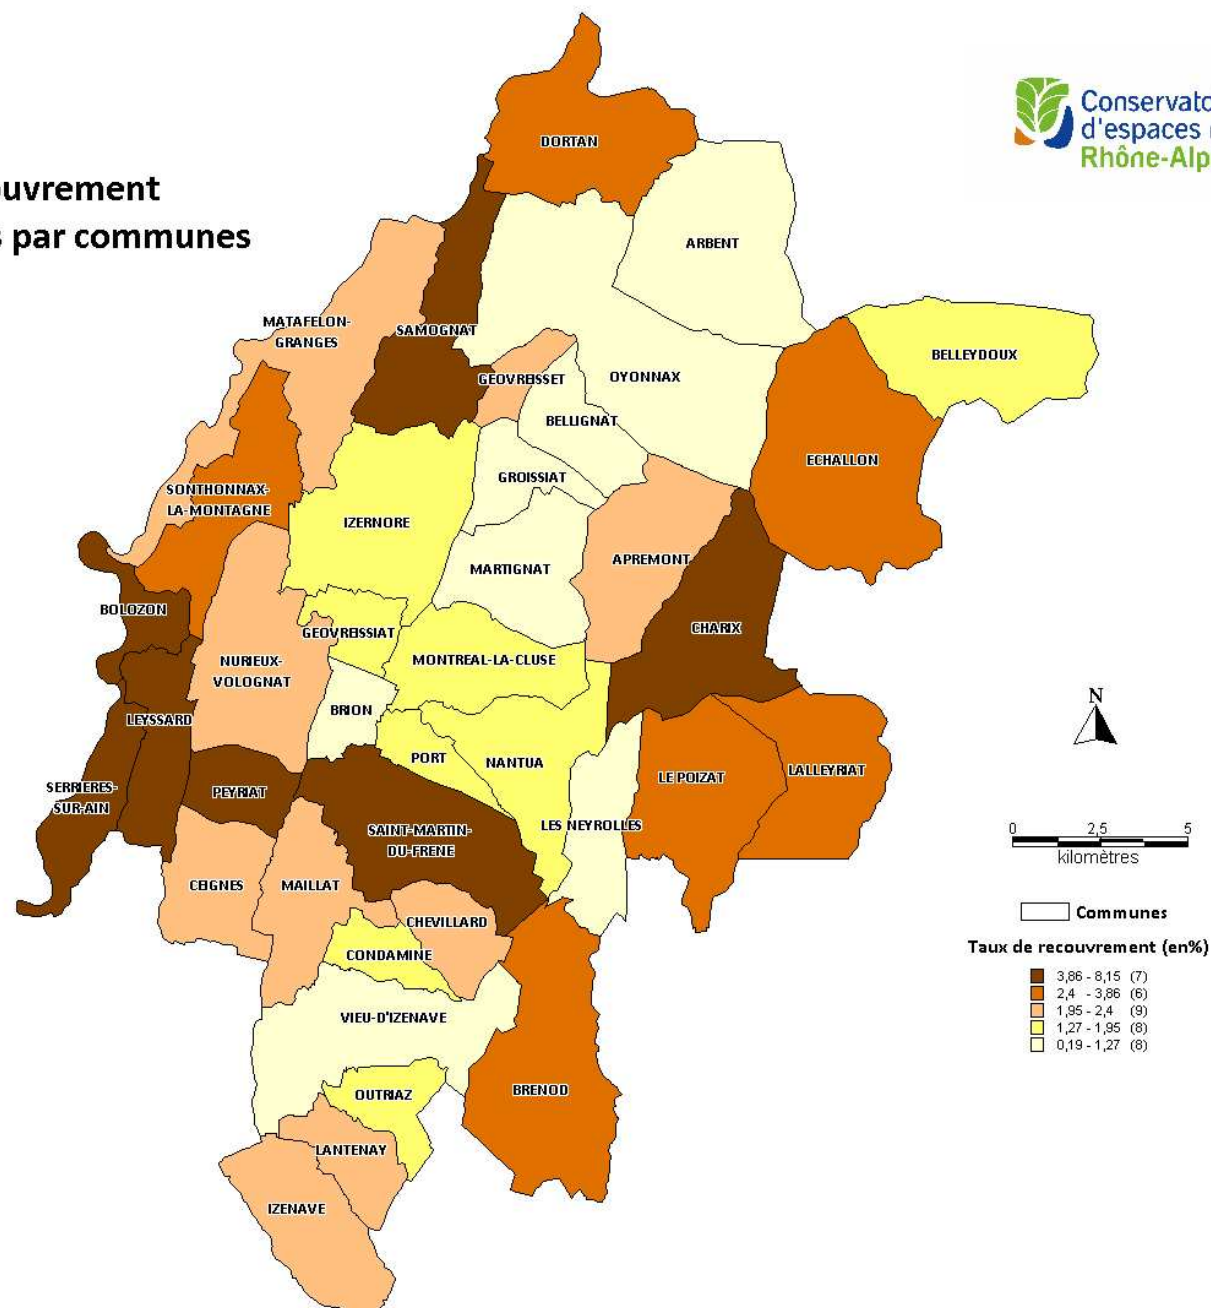 Rhône-Alp
d'espaces
par communes
DORTAN
ARBENT
MATAFELON-
GRANGES
SAMOGNAT
BELLEYDOUX
GEOVREISSET
OYONNAX
BELLIGNAT
ECHALLON
GROISSIAT
SONTHONNAX-
LA-MONTAGNE
IZERNORE
APREMONT
MARTIGNAT
BOLOZON
CHARIX
GEOVREISSIAT
MONTREAL-LA-CLUSE
NURIEUX-
VOLOGNAT
BRION
LEYSSARD
PORT
NANTUA
LE POIZAT
LALLEYRIAT
SERRIERES-
SUR-AIN
PEYRIAT
LES NEYROLLES
SAINT-MARTIN-
DU-FRENE
CEIGNES
MAILLAT
CHEVILLARD
CONDAMINE
VIEU-D'IZENAVE
OUTRIAZ
BRENOD
LANTENAY
IZENAVE
N
0 2,5 5
kilomètres
Communes
Taux de recouvrement (en%)
3,86 - 8,15 (7)
2,4 - 3,86 (6)
1,95 - 2,4 (9)
1,27 - 1,95 (8)
0,19 - 1,27 (8)